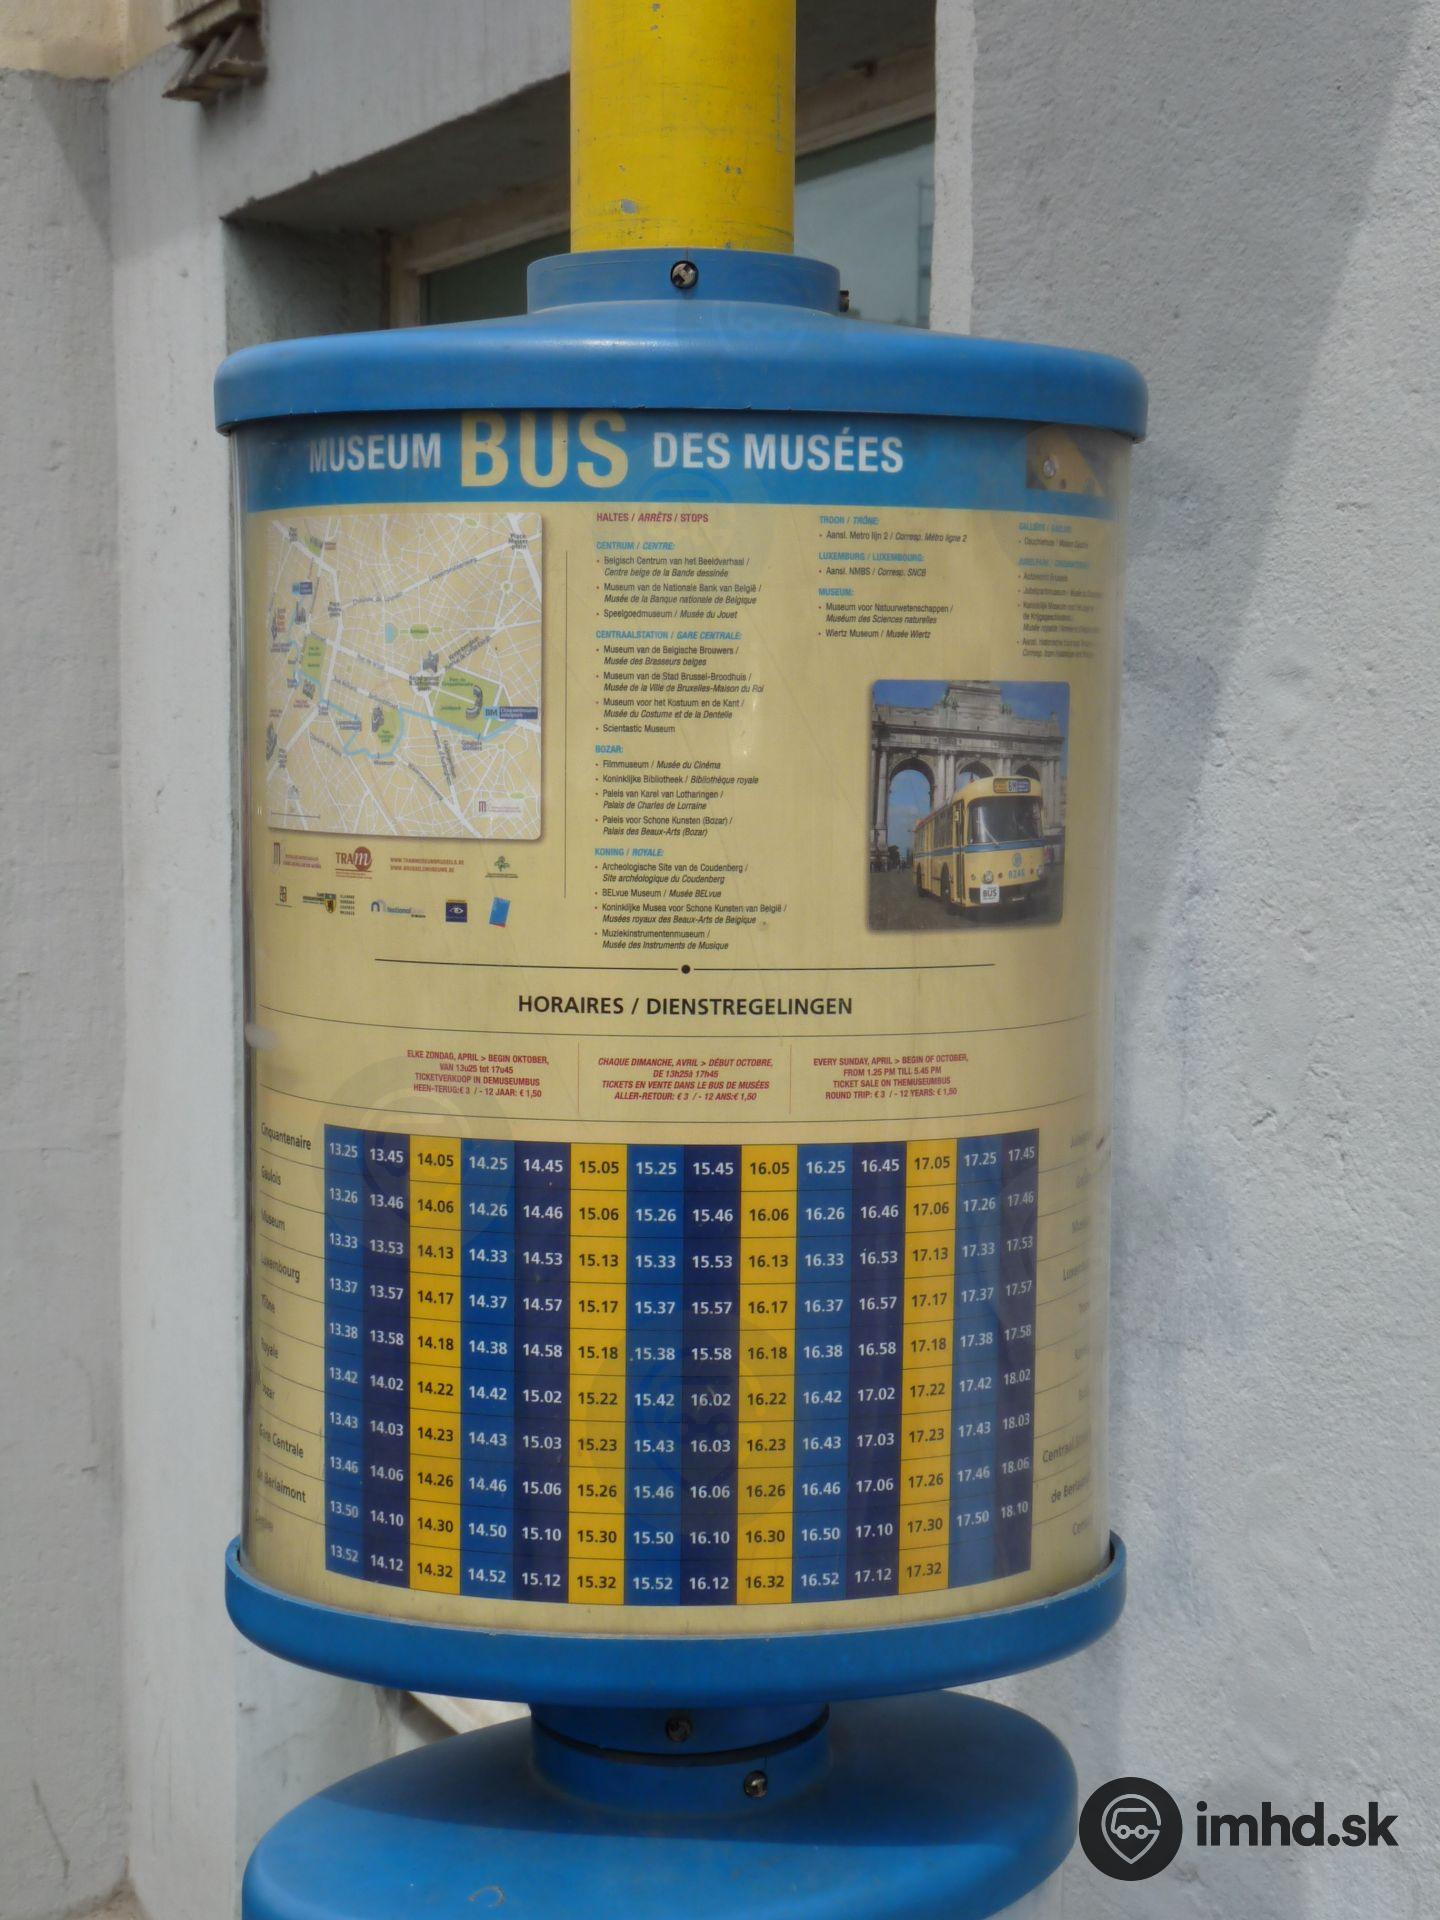 MUSEUM BUS DES MUSÉES
HALTES / ARRÊTS / STOPS
CENTRUM / CENTRE:
• Belgisch Centrum van het Beeldverhaal /
Centre belge de la Bande dessinée
• Museum van de Nationale Bank van België /
Musée de la Banque nationale de Belgique
• Speelgoedmuseum / Musée du Jouet
CENTRAALSTATION / GARE CENTRALE:
• Museum van de Belgische Brouwers /
Musée des Brasseurs belges
• Museum van de Stad Brussel-Broodhuis /
Musée de la Ville de Bruxelles-Maison du Roi
• Museum voor het Kostuum en de Kant /
Musée du Costume et de la Dentelle
• Scientastic Museum
BOZAR:
• Filmmuseum / Musée du Cinéma
• Koninklijke Bibliotheek / Bibliothèque royale
• Paleis van Karel van Lotharingen /
Palais de Charles de Lorraine
• Paleis voor Schone Kunsten (Bozar) /
Palais des Beaux-Arts (Bozar)
KONING / ROYALE:
• Archeologische Site van de Coudenberg /
Site archéologique du Coudenberg
• BELvue Museum / Musée BELvue
• Koninklijke Musea voor Schone Kunsten van België /
Musées royaux des Beaux-Arts de Belgique
• Muziekinstrumentenmuseum /
Musée des Instruments de Musique
TROON / TRÔNE:
• Aansl. Metro lijn 2 / Corresp. Métro ligne 2
LUXEMBURG / LUXEMBOURG:
• Aansl. NMBS / Corresp. SNCB
MUSEUM:
• Museum voor Natuurwetenschappen /
Muséum des Sciences naturelles
• Wiertz Museum / Musée Wiertz
TRAM
WWW.TRAMMUSEUMBRUSSELS.BE
WWW.BRUSSELSMUSEUMS.BE
8246
BUS
HORAIRES / DIENSTREGELINGEN
ELKE ZONDAG, APRIL > BEGIN OKTOBER,
VAN 13u25 tot 17u45
TICKETVERKOOP IN DEMUSEUMBUS
HEEN-TERUG:€ 3 / - 12 JAAR: € 1,50
CHAQUE DIMANCHE, AVRIL > DÉBUT OCTOBRE,
DE 13h25à 17h45
TICKETS EN VENTE DANS LE BUS DE MUSÉES
ALLER-RETOUR: € 3 / - 12 ANS:€ 1,50
EVERY SUNDAY, APRIL > BEGIN OF OCTOBER,
FROM 1.25 PM TILL 5.45 PM
TICKET SALE ON THEMUSEUMBUS
ROUND TRIP: € 3 / - 12 YEARS: € 1,50
Cinquantenaire 13.25 13.45 14.05 14.25 14.45 15.05 15.25 15.45 16.05 16.25 16.45 17.05 17.25 17.45
Gaulois 13.26 13.46 14.06 14.26 14.46 15.06 15.26 15.46 16.06 16.26 16.46 17.06 17.26 17.46
Museum 13.33 13.53 14.13 14.33 14.53 15.13 15.33 15.53 16.13 16.33 16.53 17.13 17.33 17.53
Luxembourg 13.37 13.57 14.17 14.37 14.57 15.17 15.37 15.57 16.17 16.37 16.57 17.17 17.37 17.57
Trône 13.38 13.58 14.18 14.38 14.58 15.18 15.38 15.58 16.18 16.38 16.58 17.18 17.38 17.58
Royale 13.42 14.02 14.22 14.42 15.02 15.22 15.42 16.02 16.22 16.42 17.02 17.22 17.42 18.02
Bozar 13.43 14.03 14.23 14.43 15.03 15.23 15.43 16.03 16.23 16.43 17.03 17.23 17.43 18.03
Gare Centrale 13.46 14.06 14.26 14.46 15.06 15.26 15.46 16.06 16.26 16.46 17.06 17.26 17.46 18.06
de Berlaimont 13.50 14.10 14.30 14.50 15.10 15.30 15.50 16.10 16.30 16.50 17.10 17.30 17.50 18.10
13.52 14.12 14.32 14.52 15.12 15.32 15.52 16.12 16.32 16.52 17.12 17.32
imhd.sk